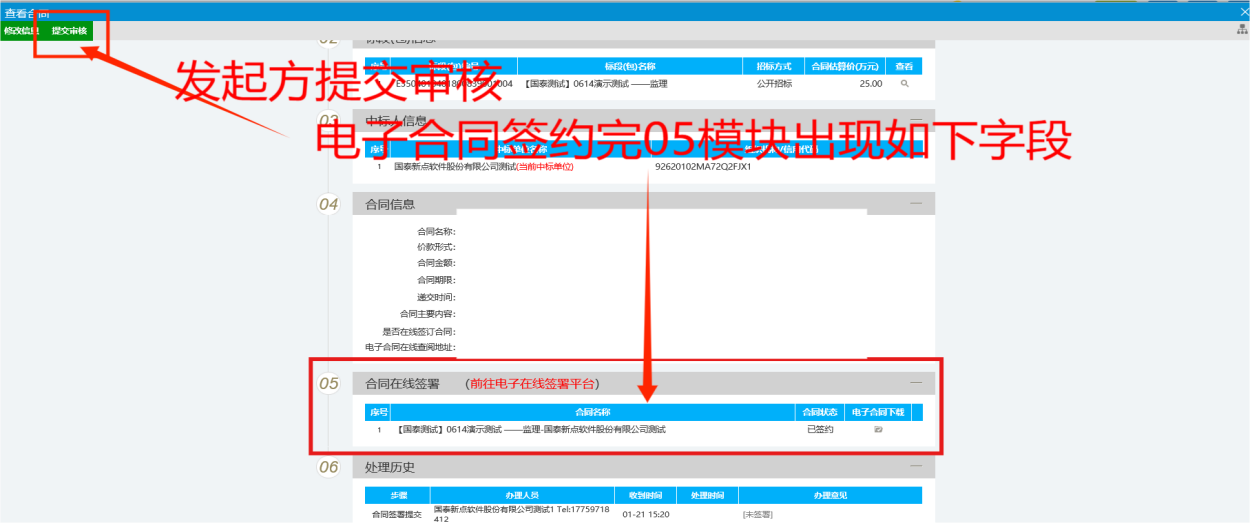 查看合同
修改信息 提交审核
02 标段(包)信息
标段(包)名称 招标方式 合同估算价(万元) 查看
【国泰测试】0614演示测试 ——监理 公开招标 25.00
发起方提交审核
03 中标人信息
电子合同签约完05模块出现如下字段
序号
1 国泰新点软件股份有限公司测试(当前中标单位) 92620102MA72Q2FJX1
04 合同信息
合同名称：
价款形式：
合同金额：
合同期限：
递交时间：
合同主要内容：
是否在线签订合同：
电子合同在线查阅地址：
05 合同在线签署 （前往电子在线签署平台）
序号 合同名称 合同状态 电子合同下载
1 【国泰测试】0614演示测试 ——监理-国泰新点软件股份有限公司测试 已签约
06 处理历史
步骤 办理人员 收到时间 处理时间 办理意见
合同签署提交 国泰新点软件股份有限公司测试1 Tel:17759718
412 01-21 15:20 [未签署]